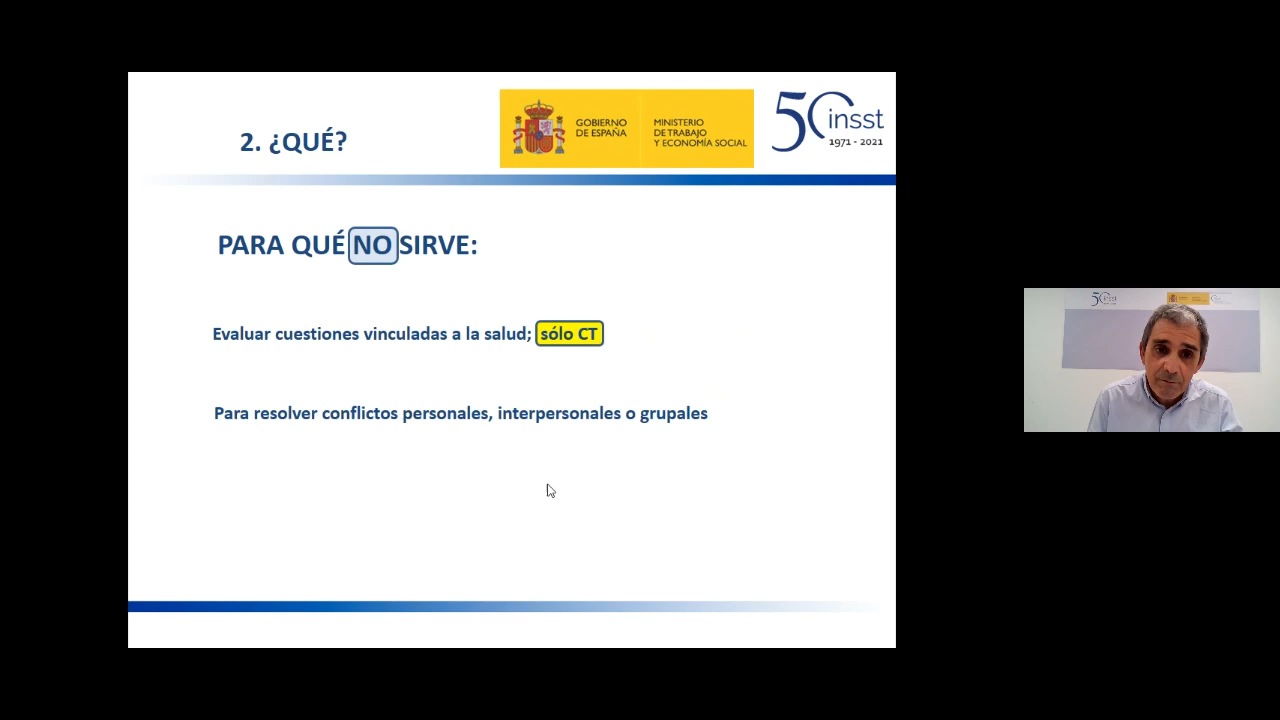 2. ¿QUÉ?
GOBIERNO
DE ESPAÑA
MINISTERIO
DE TRABAJO
Y ECONOMÍA SOCIAL
50 insst
1971 - 2021
PARA QUÉ NO SIRVE:
Evaluar cuestiones vinculadas a la salud; sólo CT
Para resolver conflictos personales, interpersonales o grupales